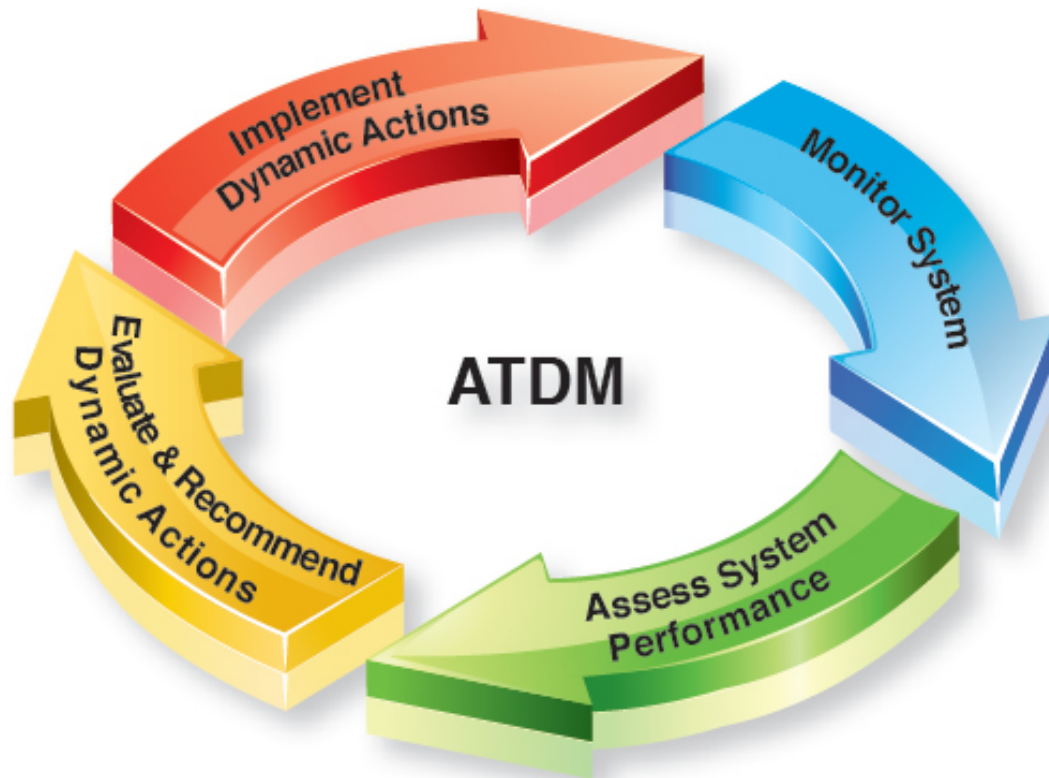 Implement
Dynamic Actions
Monitor System
ATDM
Evaluate & Recommend
Dynamic Actions
Assess System
Performance